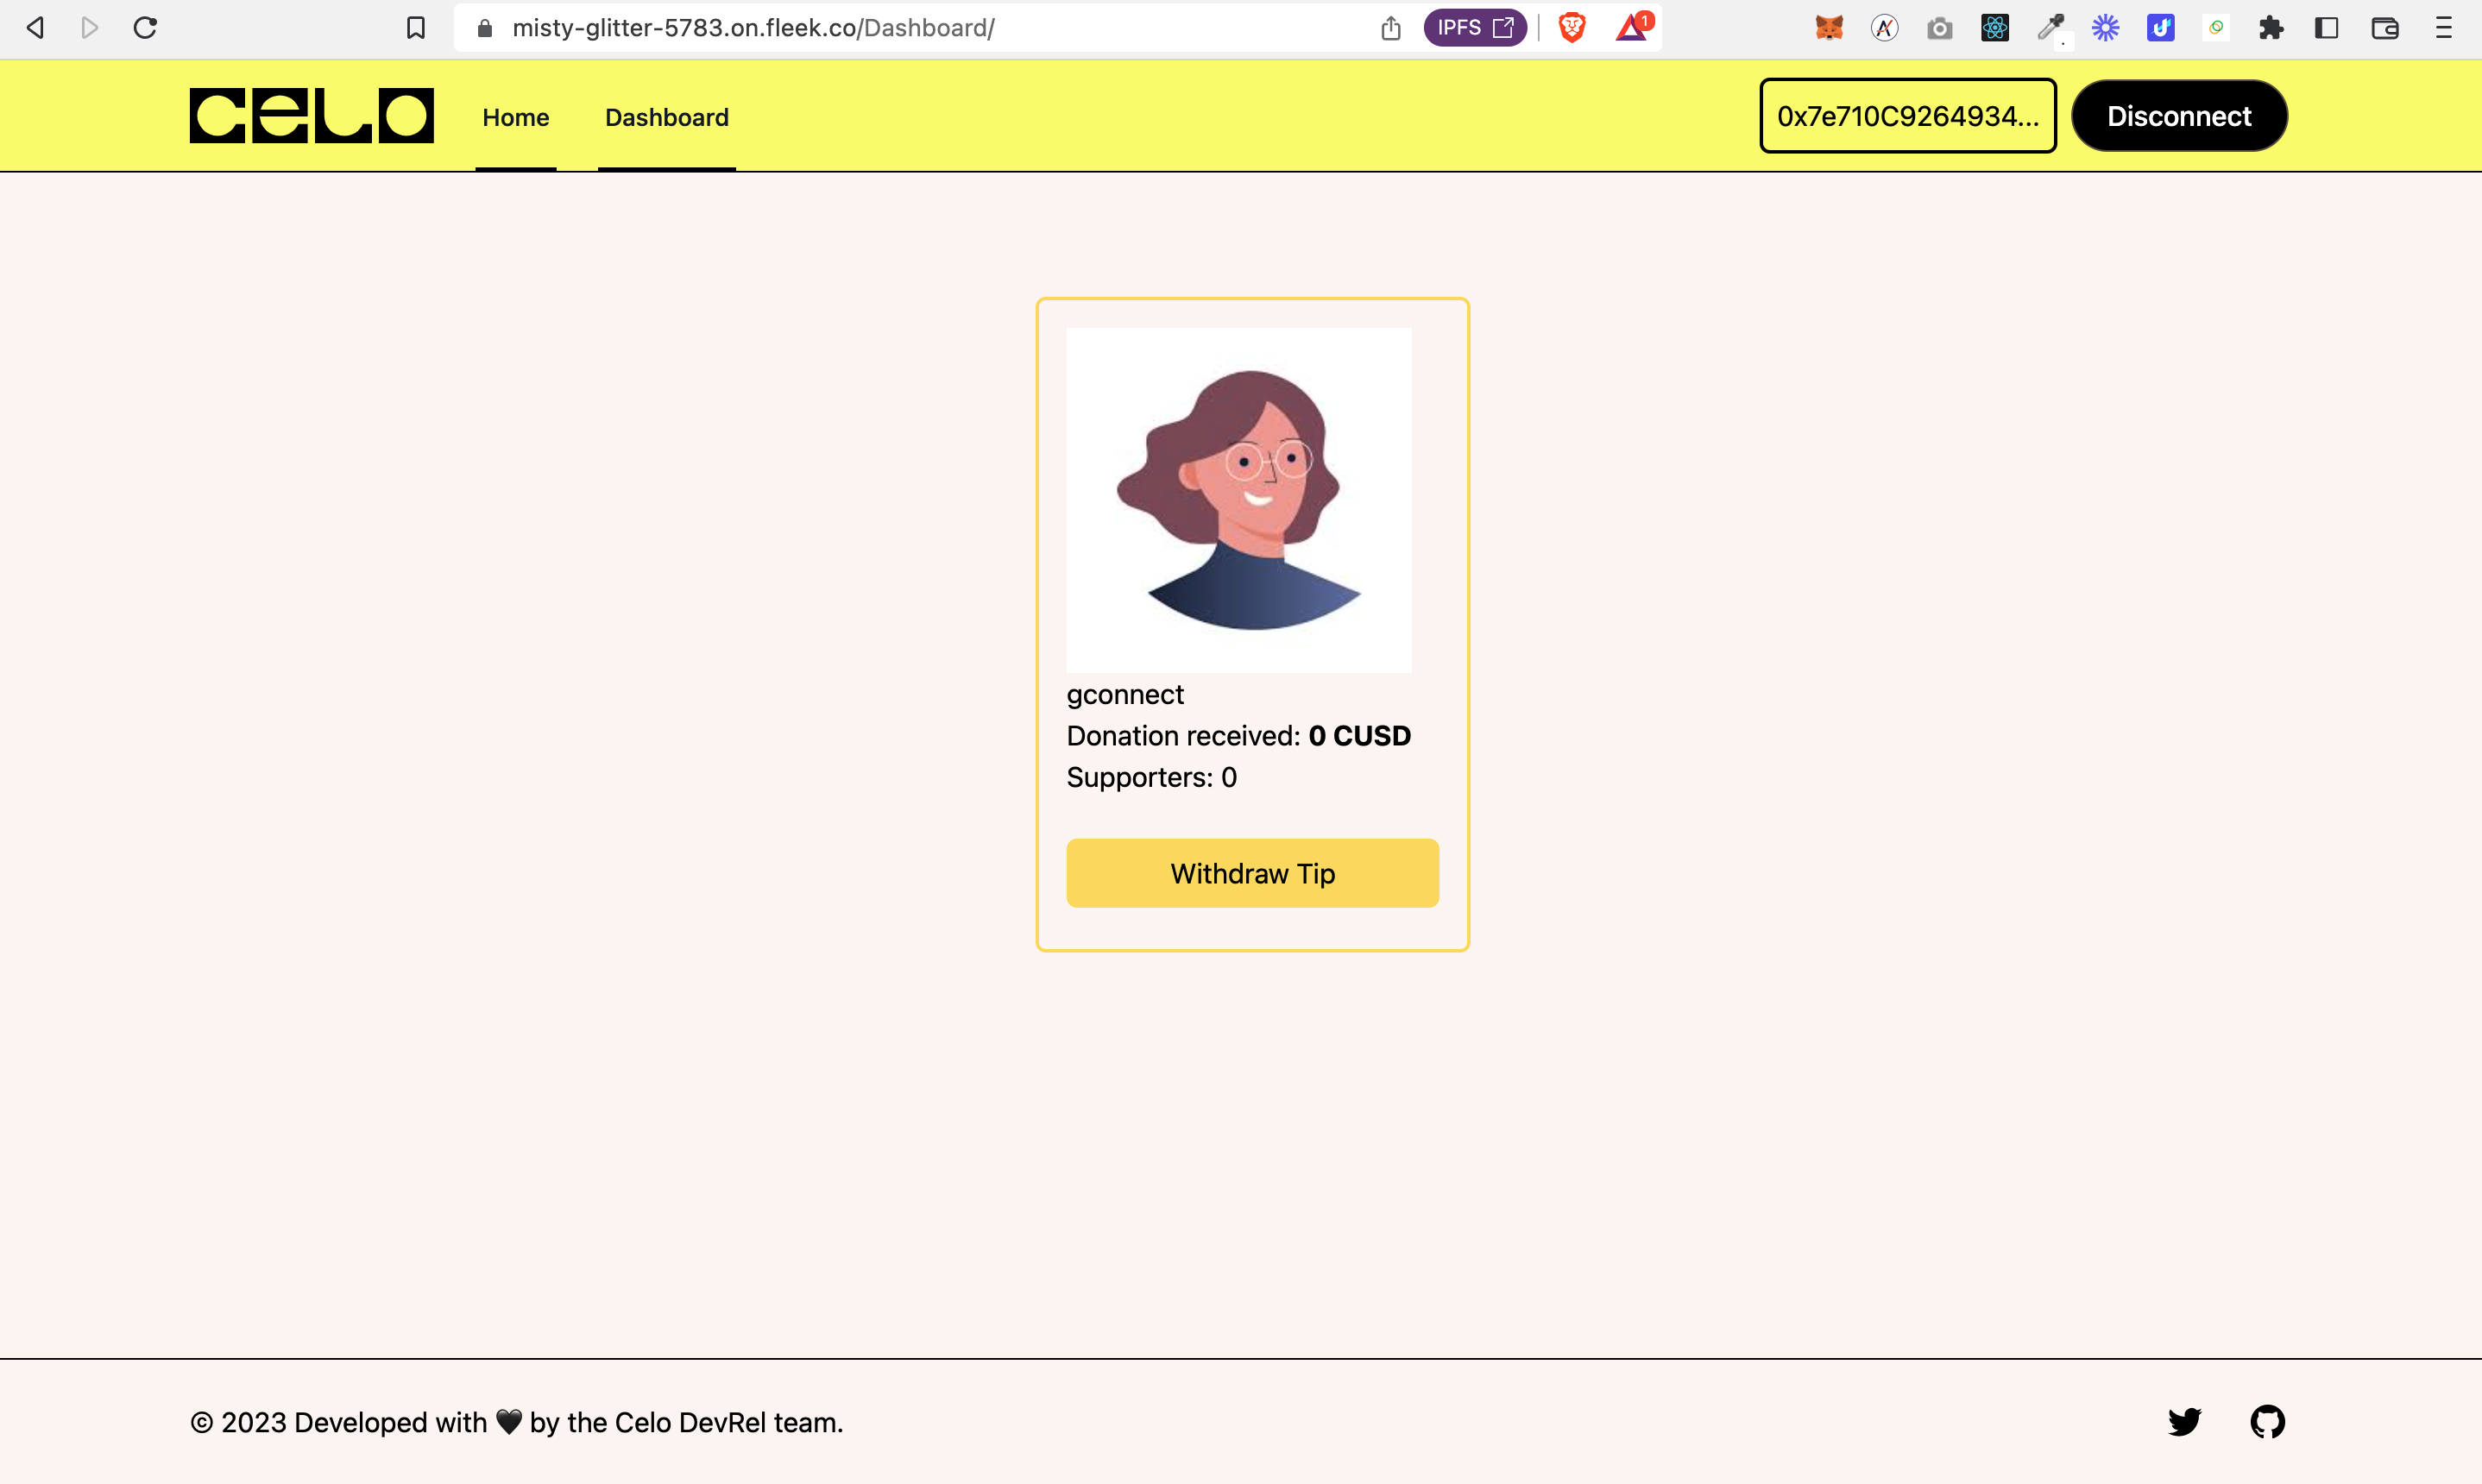 misty-glitter-5783.on.fleek.co/Dashboard/
IPFS
1
CELO
Home
Dashboard
0x7e710C9264934...
Disconnect
gconnect
Donation received: 0 CUSD
Supporters: 0
Withdraw Tip
© 2023 Developed with 🖤 by the Celo DevRel team.